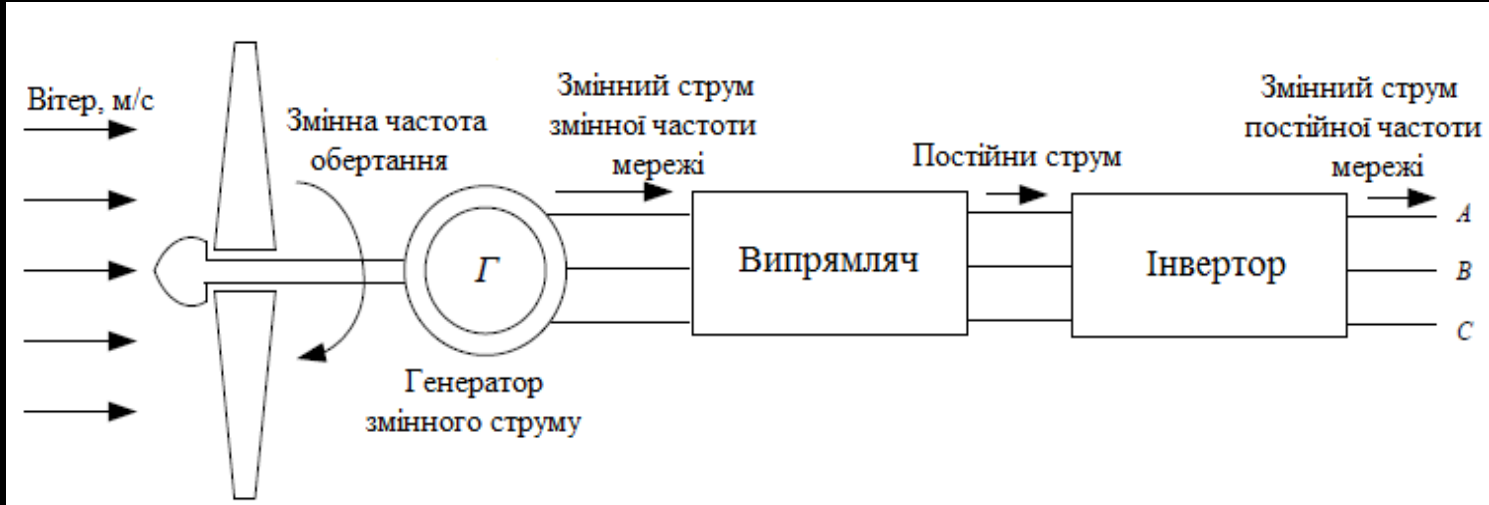 Вітер, м/с
Змінна частота
обертання
Змінний струм
змінної частоти
мережі
Постійни струм
Змінний струм
постійної частоти
мережі
Г
Випрямляч
Інвертор
A
B
C
Генератор
змінного струму